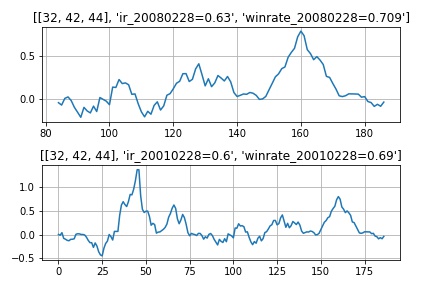 [[32, 42, 44], 'ir_20080228=0.63', 'winrate_20080228=0.709']
0.5
0.0
80 100 120 140 160 180
[[32, 42, 44], 'ir_20010228=0.6', 'winrate_20010228=0.69']
1.0
0.5
0.0
−0.5
0 25 50 75 100 125 150 175